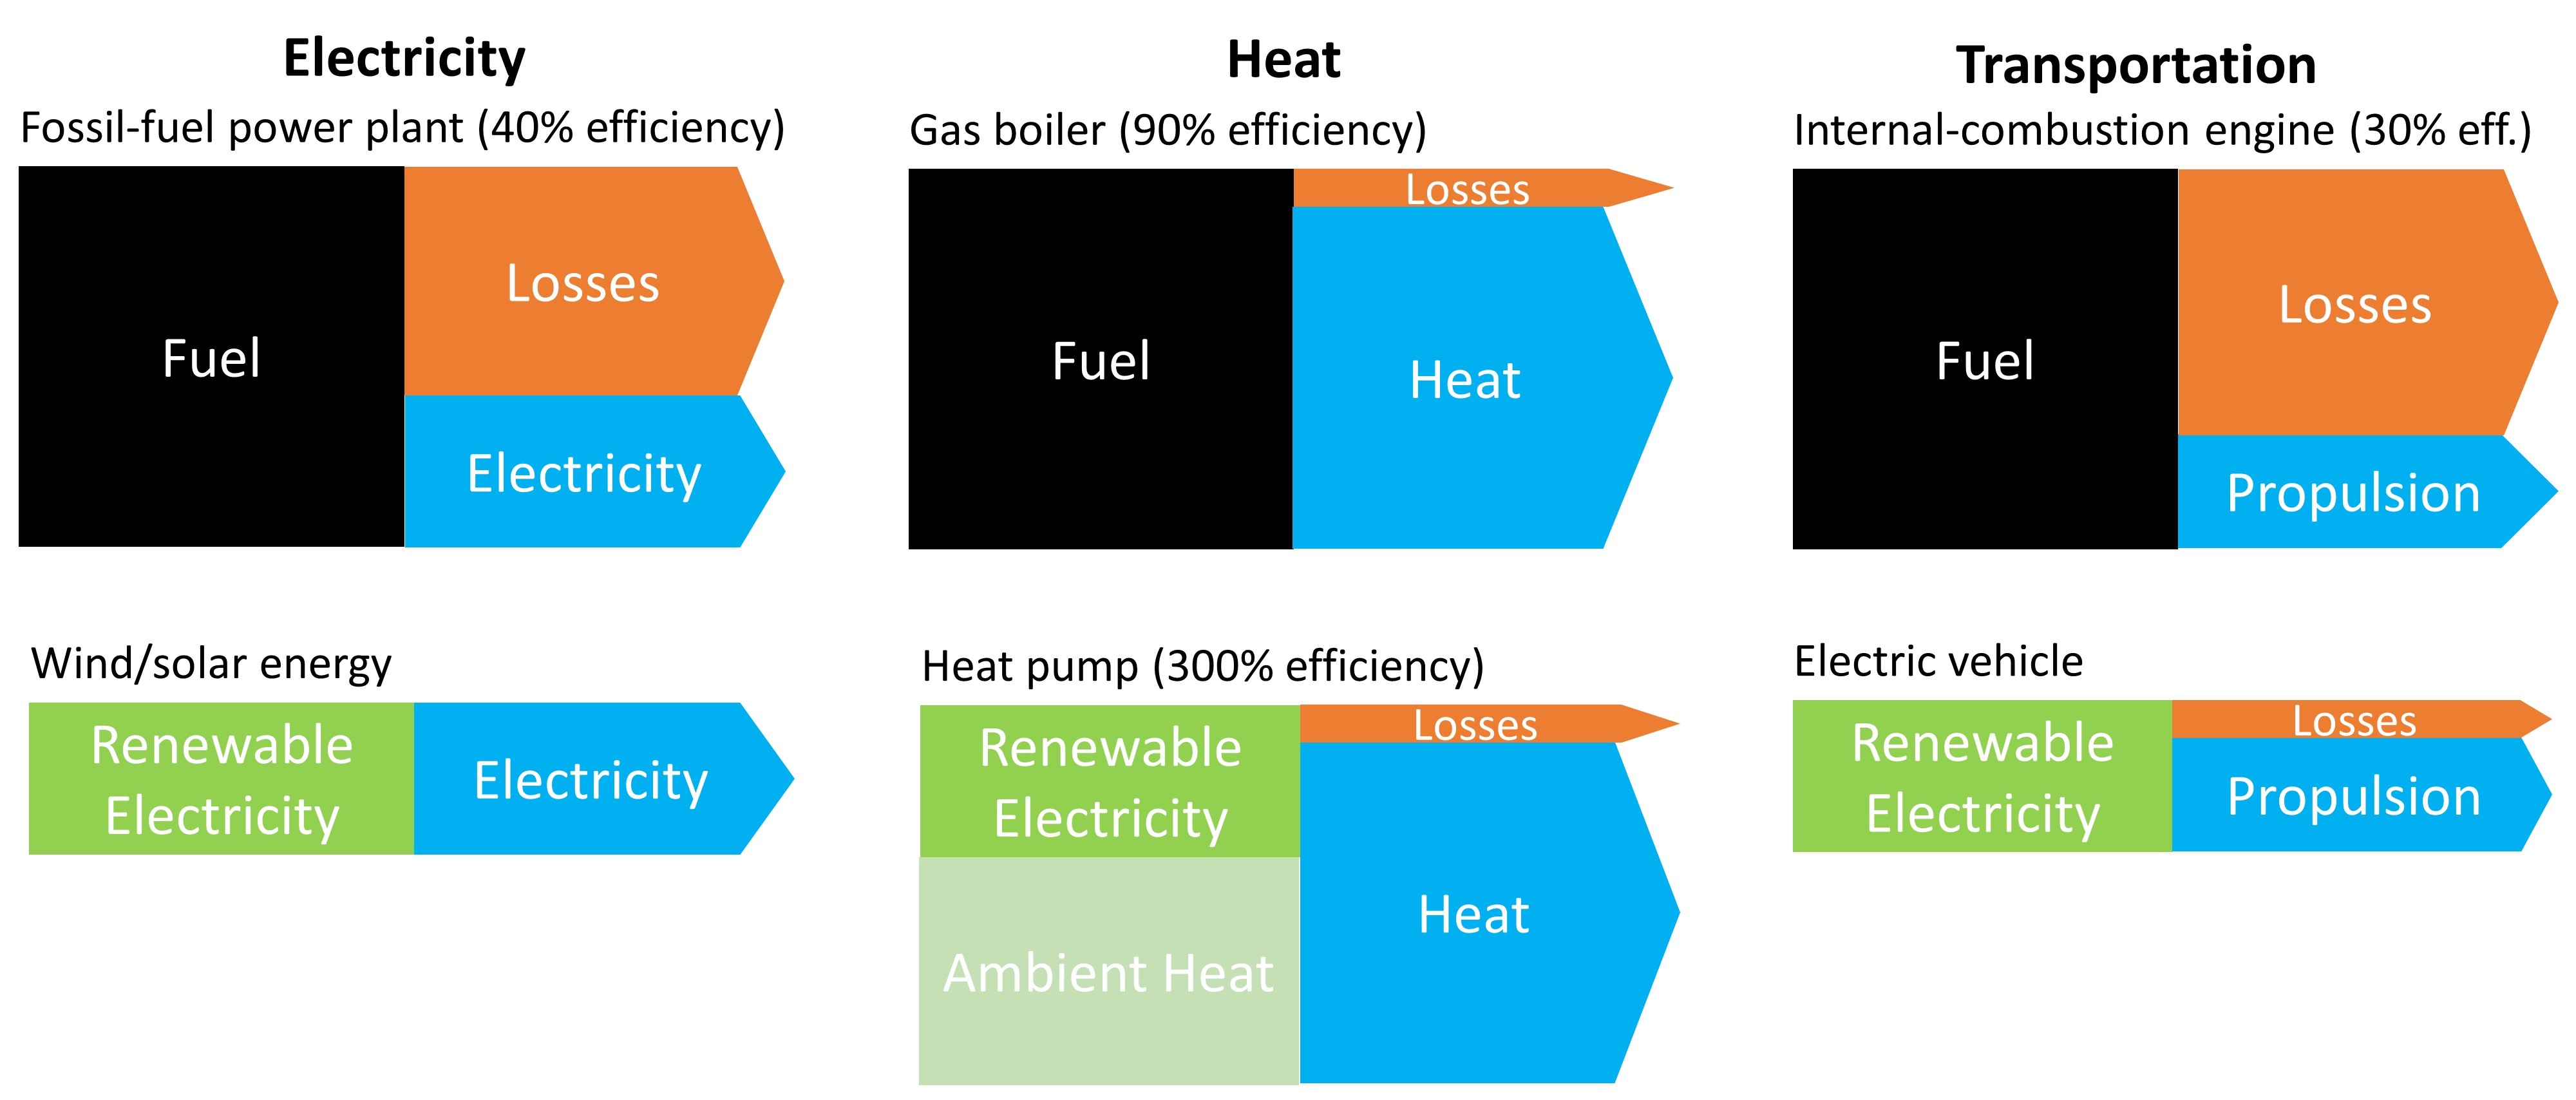 Electricity
Fossil-fuel power plant (40% efficiency)
Fuel
Losses
Electricity
Wind/solar energy
Renewable
Electricity
Electricity
Heat
Gas boiler (90% efficiency)
Fuel
Losses
Heat
Heat pump (300% efficiency)
Renewable
Electricity
Ambient Heat
Losses
Heat
Transportation
Internal-combustion engine (30% eff.)
Fuel
Losses
Propulsion
Electric vehicle
Renewable
Electricity
Losses
Propulsion